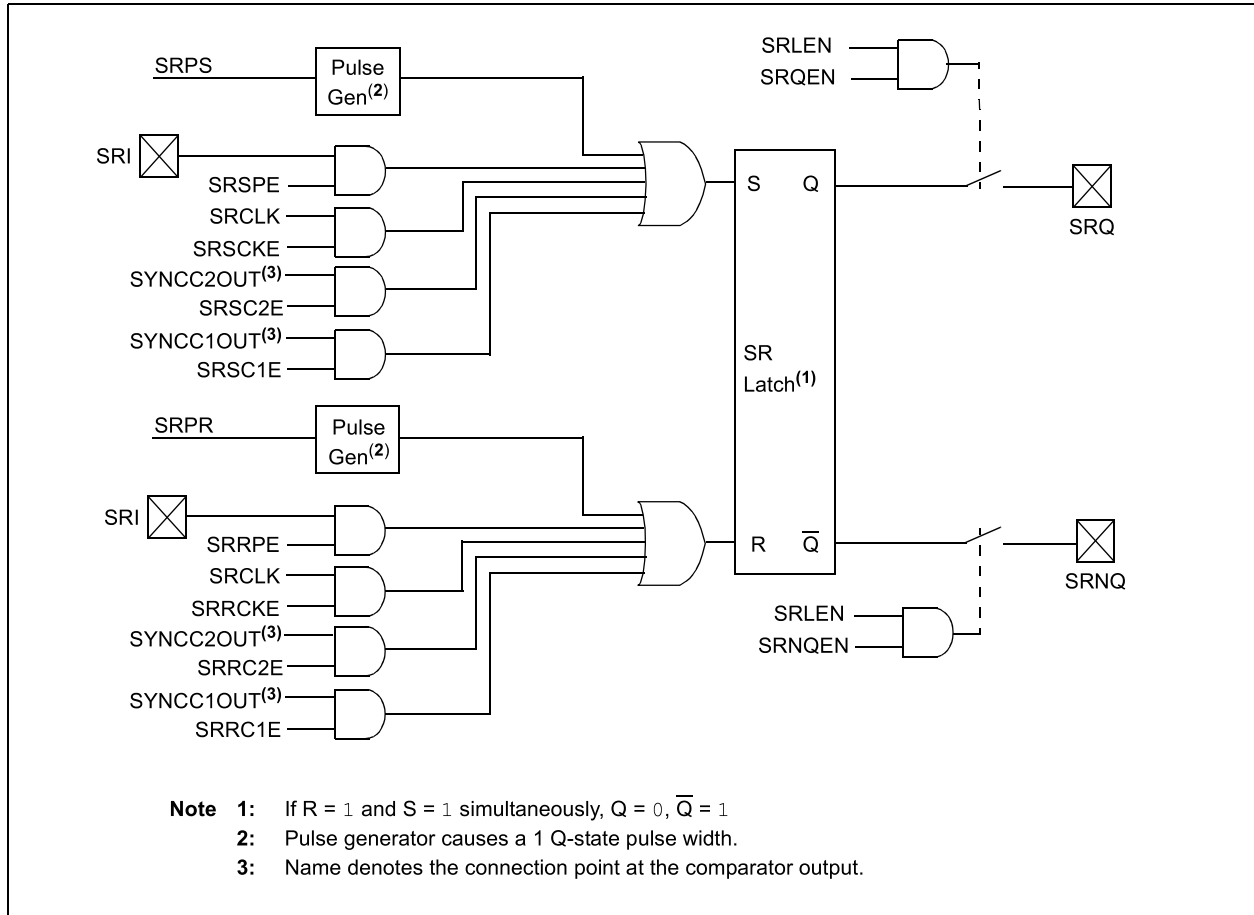 SRPS
Pulse
Gen(2)
SRI
SRSPE
SRCLK
SRSCKE
SYNCC2OUT(3)
SRSC2E
SYNCC1OUT(3)
SRSC1E
SRPR
Pulse
Gen(2)
SRI
SRRPE
SRCLK
SRRCKE
SYNCC2OUT(3)
SRRC2E
SYNCC1OUT(3)
SRRC1E
S Q
SR
Latch(1)
R Q̅
SRLEN
SRQEN
SRQ
SRNQ
SRLEN
SRNQEN
Note 1: If R = 1 and S = 1 simultaneously, Q = 0, Q̅ = 1
2: Pulse generator causes a 1 Q-state pulse width.
3: Name denotes the connection point at the comparator output.